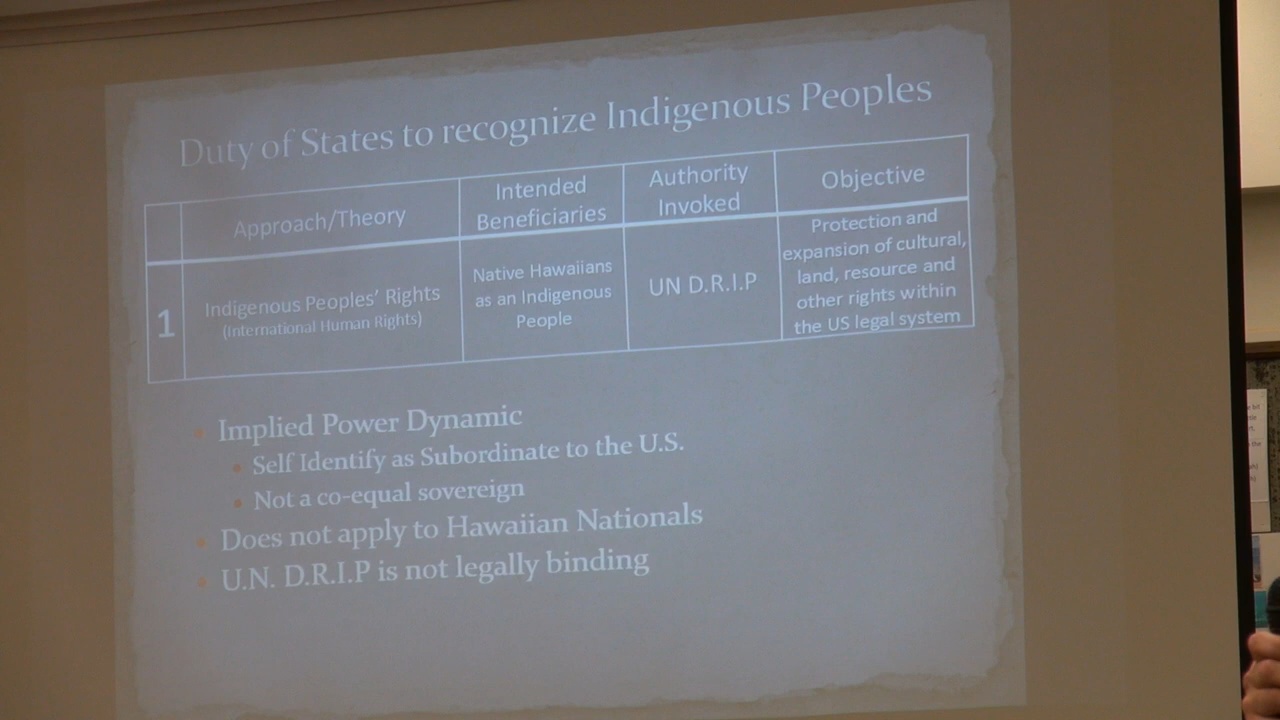 Duty of States to recognize Indigenous Peoples
Approach/Theory
Intended
Beneficiaries
Authority
Invoked
Objective
1
Indigenous Peoples' Rights
(International Human Rights)
Native Hawaiians
as an Indigenous
People
UN D.R.I.P
Protection and
expansion of cultural,
land, resource and
other rights within
the US legal system
Implied Power Dynamic
Self Identify as Subordinate to the U.S.
Not a co-equal sovereign
Does not apply to Hawaiian Nationals
U.N. D.R.I.P is not legally binding